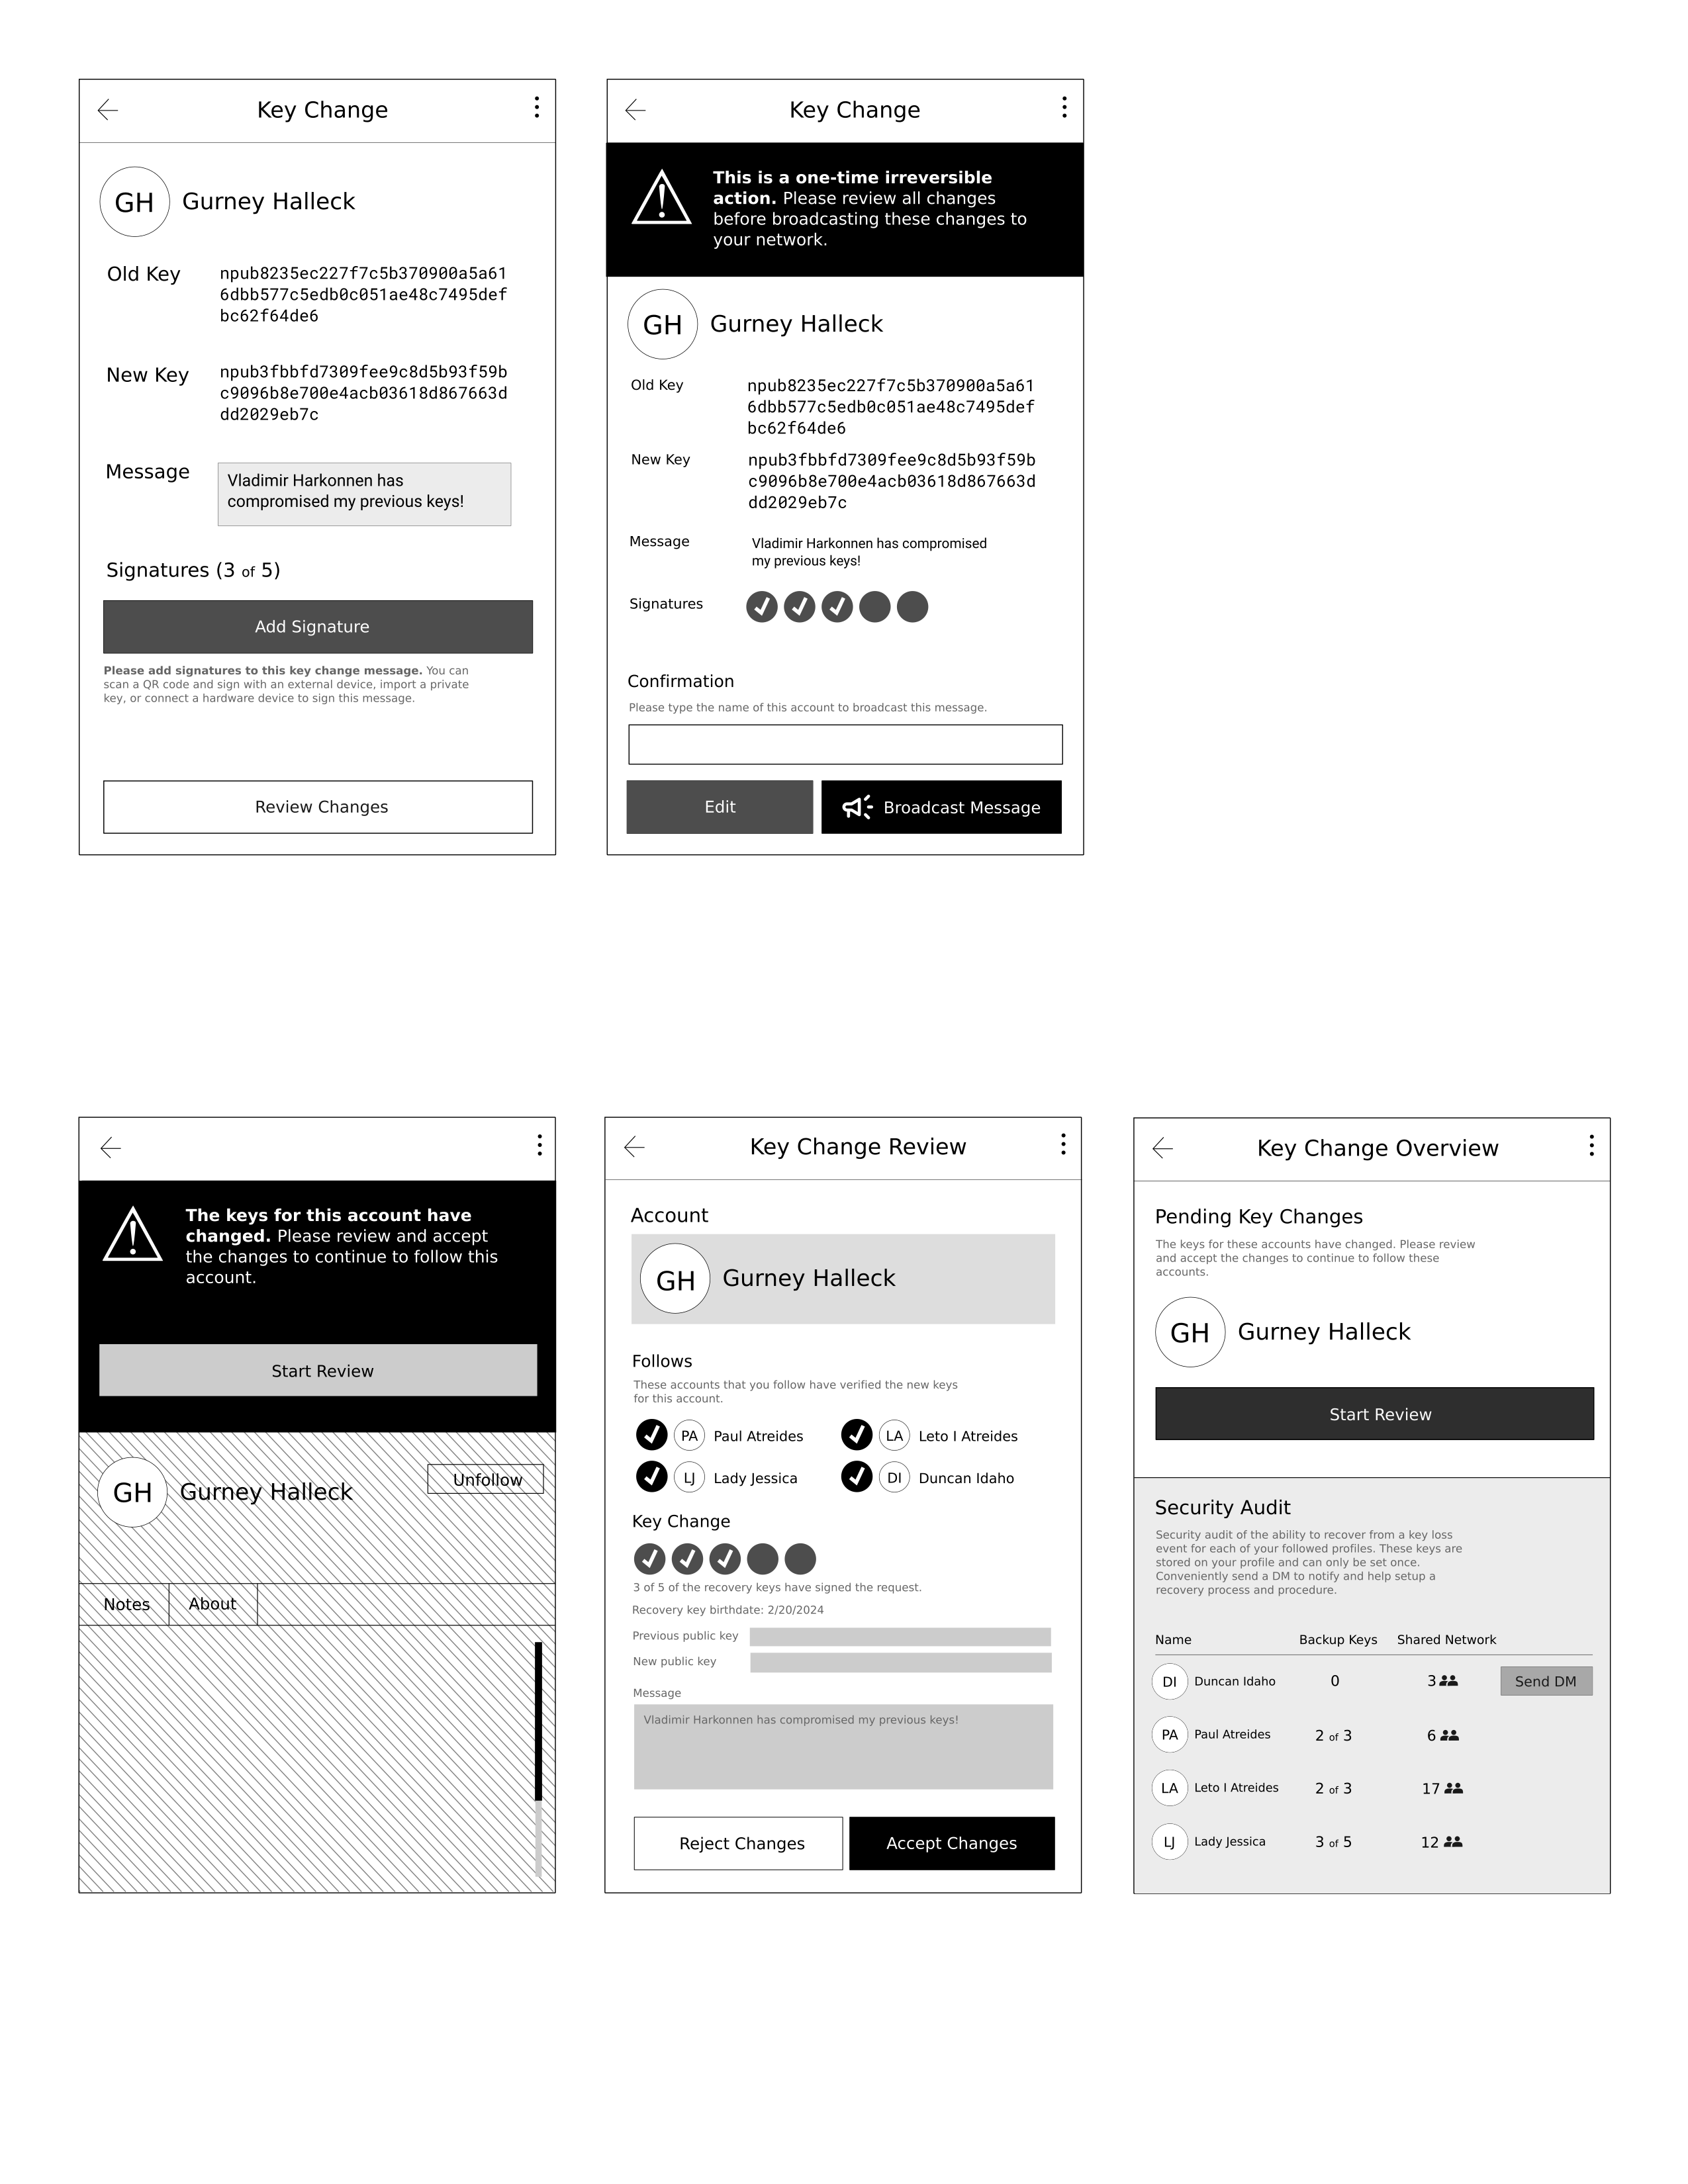 Key Change
GH
Gurney Halleck
Old Key
npub8235ec227f7c5b370900a5a61
6dbb577c5edb0c051ae48c7495def
bc62f64de6
New Key
npub3fbbfd7309fee9c8d5b93f59b
c9096b8e700e4acb03618d867663d
dd2029eb7c
Message
Vladimir Harkonnen has
compromised my previous keys!
Signatures (3 of 5)
Add Signature
Please add signatures to this key change message. You can
scan a QR code and sign with an external device, import a private
key, or connect a hardware device to sign this message.
Review Changes
Key Change
This is a one-time irreversible
action. Please review all changes
before broadcasting these changes to
your network.
GH
Gurney Halleck
Old Key
npub8235ec227f7c5b370900a5a61
6dbb577c5edb0c051ae48c7495def
bc62f64de6
New Key
npub3fbbfd7309fee9c8d5b93f59b
c9096b8e700e4acb03618d867663d
dd2029eb7c
Message
Vladimir Harkonnen has compromised
my previous keys!
Signatures
Confirmation
Please type the name of this account to broadcast this message.
Edit
Broadcast Message
The keys for this account have
changed. Please review and accept
the changes to continue to follow this
account.
Start Review
GH
Gurney Halleck
Unfollow
Notes
About
Key Change Review
Account
GH
Gurney Halleck
Follows
These accounts that you follow have verified the new keys
for this account.
PA Paul Atreides
LA Leto I Atreides
LJ Lady Jessica
DI Duncan Idaho
Key Change
3 of 5 of the recovery keys have signed the request.
Recovery key birthdate: 2/20/2024
Previous public key
New public key
Message
Vladimir Harkonnen has compromised my previous keys!
Reject Changes
Accept Changes
Key Change Overview
Pending Key Changes
The keys for these accounts have changed. Please review
and accept the changes to continue to follow these
accounts.
GH
Gurney Halleck
Start Review
Security Audit
Security audit of the ability to recover from a key loss
event for each of your followed profiles. These keys are
stored on your profile and can only be set once.
Conveniently send a DM to notify and help setup a
recovery process and procedure.
Name Backup Keys Shared Network
DI Duncan Idaho 0 3 Send DM
PA Paul Atreides 2 of 3 6
LA Leto I Atreides 2 of 3 17
LJ Lady Jessica 3 of 5 12